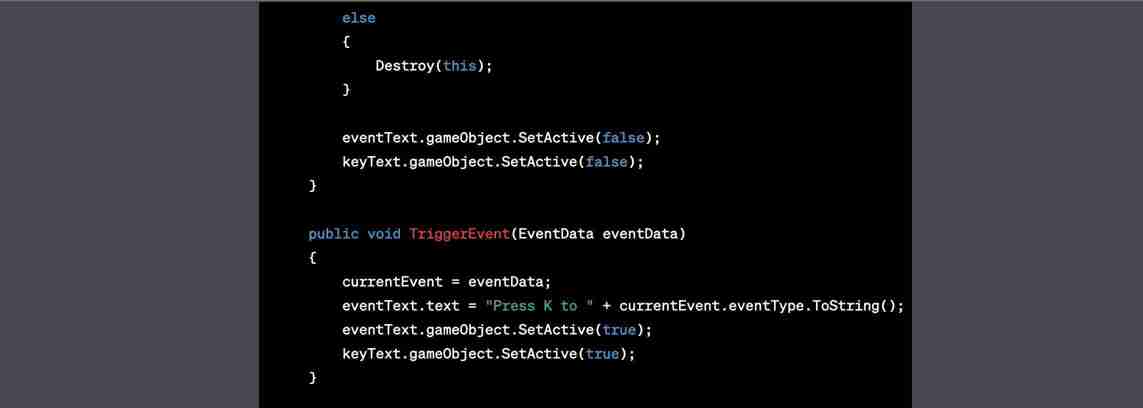 else
{
Destroy(this);
}
eventText.gameObject.SetActive(false);
keyText.gameObject.SetActive(false);
}
public void TriggerEvent(EventData eventData)
{
currentEvent = eventData;
eventText.text = "Press K to " + currentEvent.eventType.ToString();
eventText.gameObject.SetActive(true);
keyText.gameObject.SetActive(true);
}